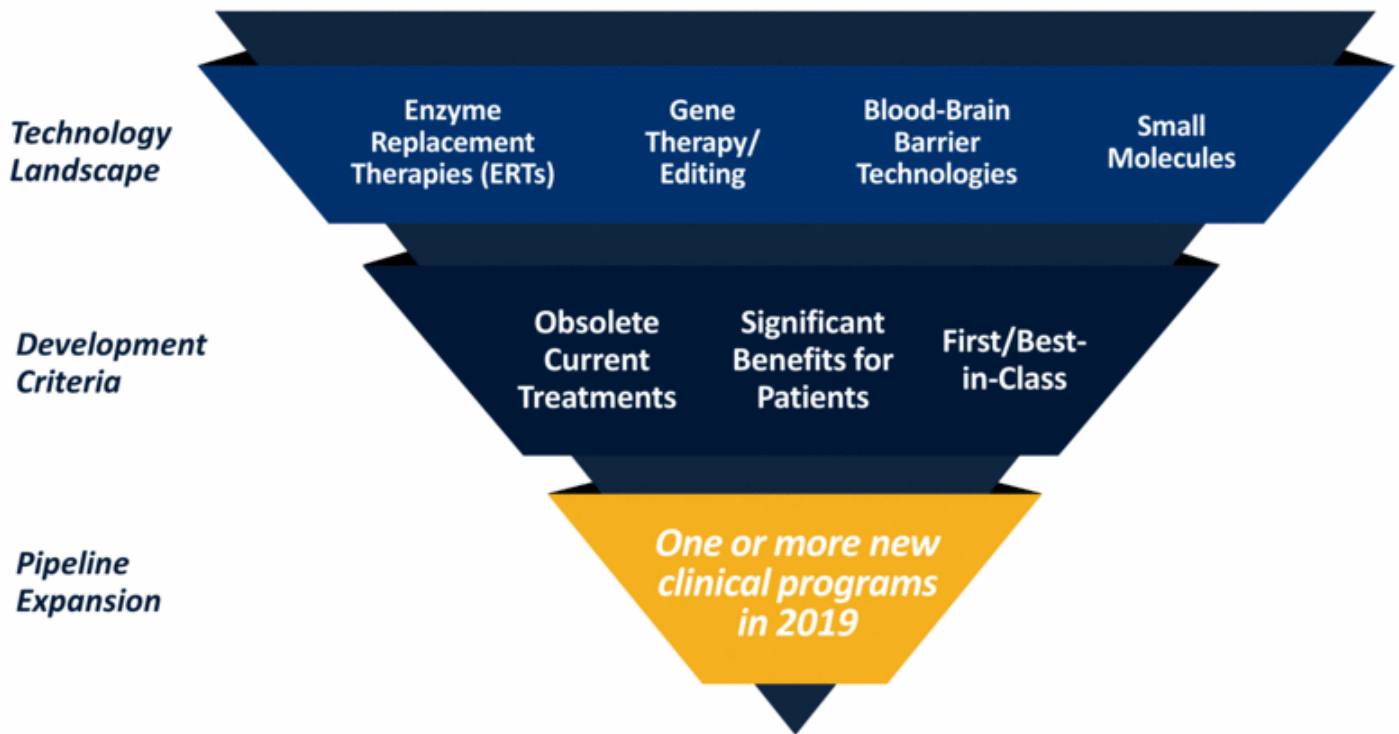 Technology
Landscape
Enzyme
Replacement
Therapies (ERTs)
Gene
Therapy/
Editing
Blood-Brain
Barrier
Technologies
Small
Molecules
Development
Criteria
Obsolete
Current
Treatments
Significant
Benefits for
Patients
First/Best-
in-Class
Pipeline
Expansion
One or more new
clinical programs
in 2019